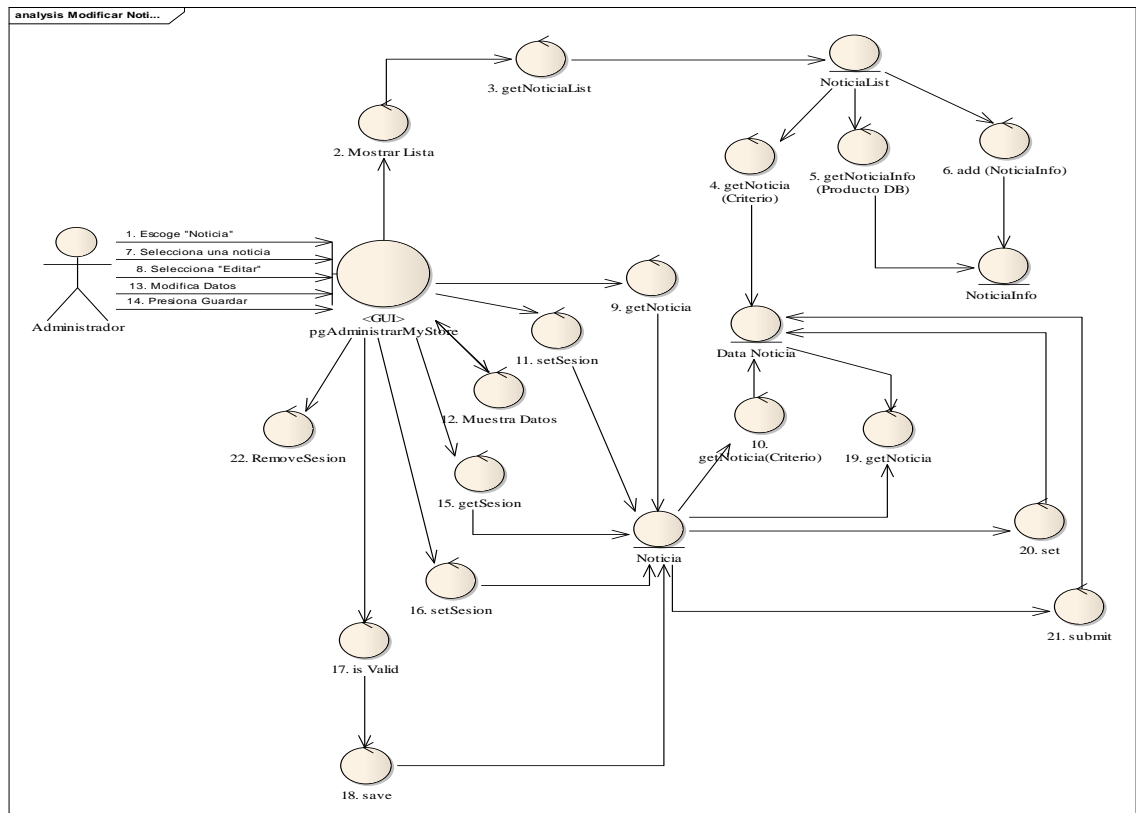 analysis Modificar Noti...
3. getNoticiaList
NoticiaList
2. Mostrar Lista
4. getNoticia
(Criterio)
5. getNoticiaInfo
(Producto DB)
6. add (NoticiaInfo)
1. Escoge "Noticia"
7. Selecciona una noticia
8. Selecciona "Editar"
13. Modifica Datos
14. Presiona Guardar
Administrador
<GUI>
pgAdministrarMyStore
9. getNoticia
NoticiaInfo
11. setSesion
Data Noticia
12. Muestra Datos
10.
getNoticia(Criterio)
19. getNoticia
22. RemoveSesion
15. getSesion
Noticia
20. set
16. setSesion
21. submit
17. is Valid
18. save